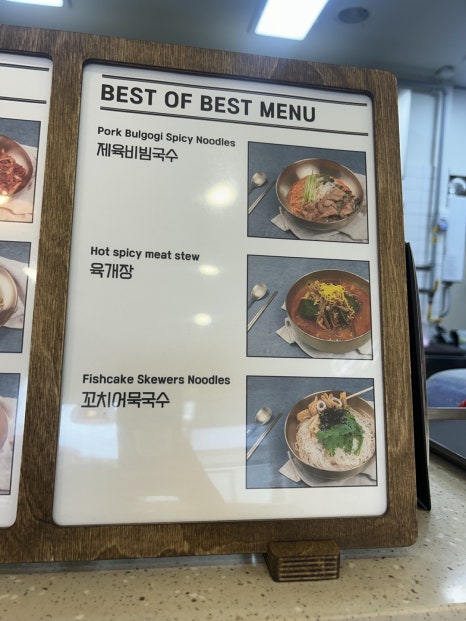 BEST OF BEST MENU
Pork Bulgogi Spicy Noodles
제육비빔국수
Hot spicy meat stew
육개장
Fishcake Skewers Noodles
꼬치어묵국수